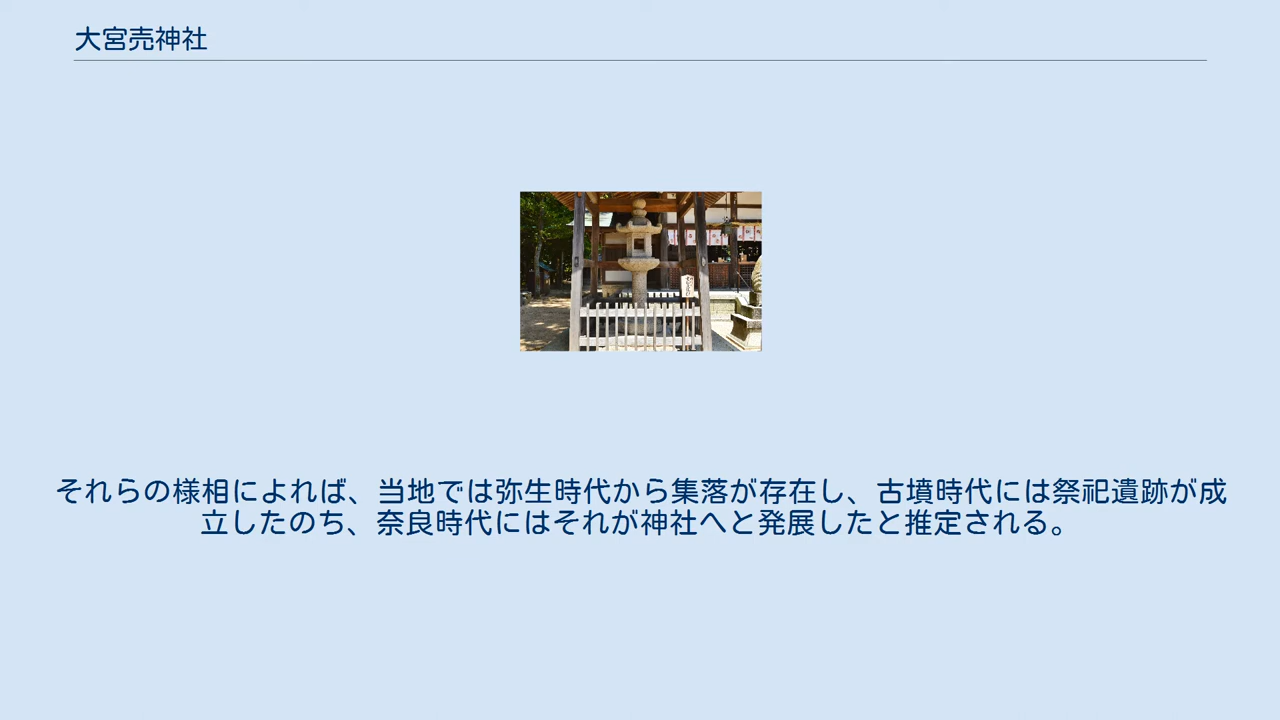 大宮売神社
それらの様相によれば、当地では弥生時代から集落が存在し、古墳時代には祭祀遺跡が成
立したのち、奈良時代にはそれが神社へと発展したと推定される。